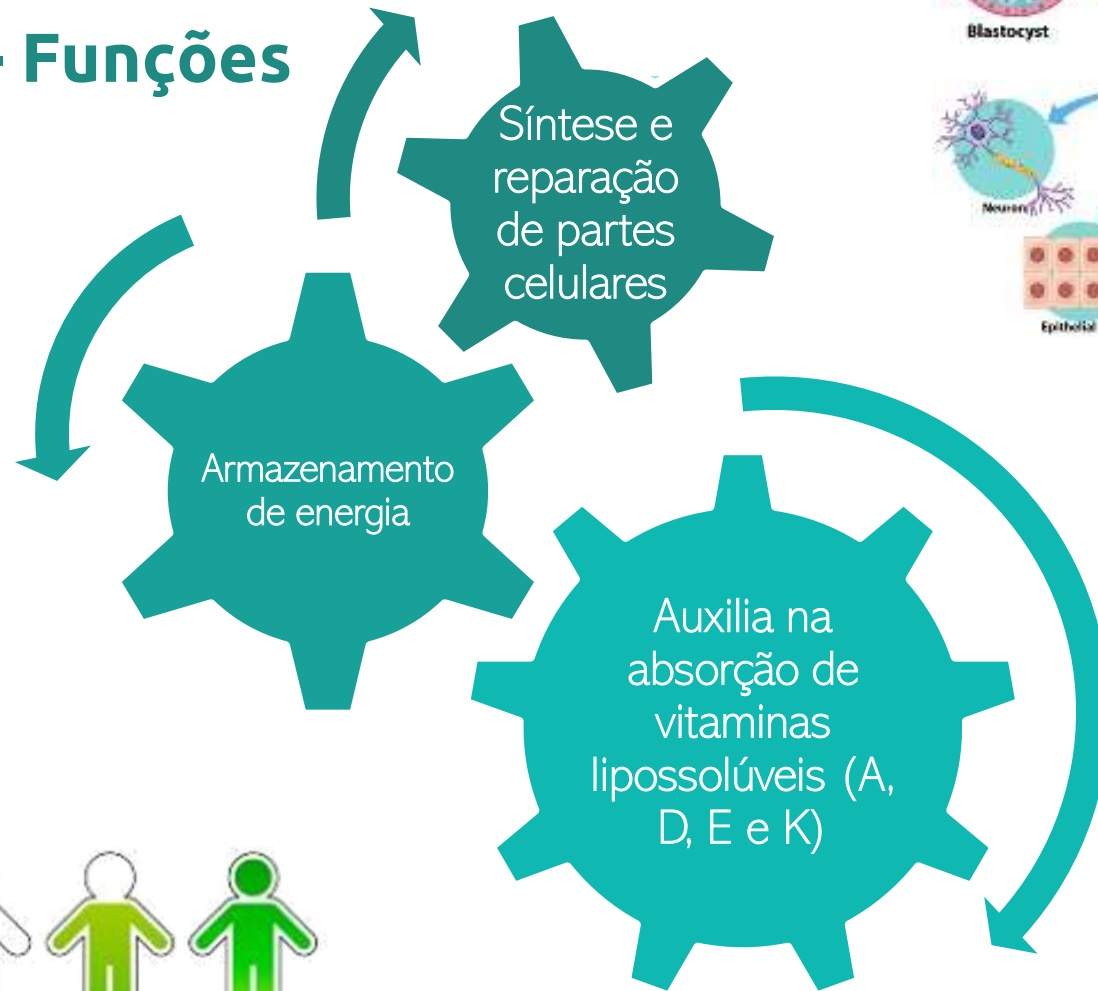 - Funções
Blastocyst
Neuron
Epithelial
Síntese e
reparação
de partes
celulares
Armazenamento
de energia
Auxilia na
absorção de
vitaminas
lipossolúveis (A,
D, E e K)